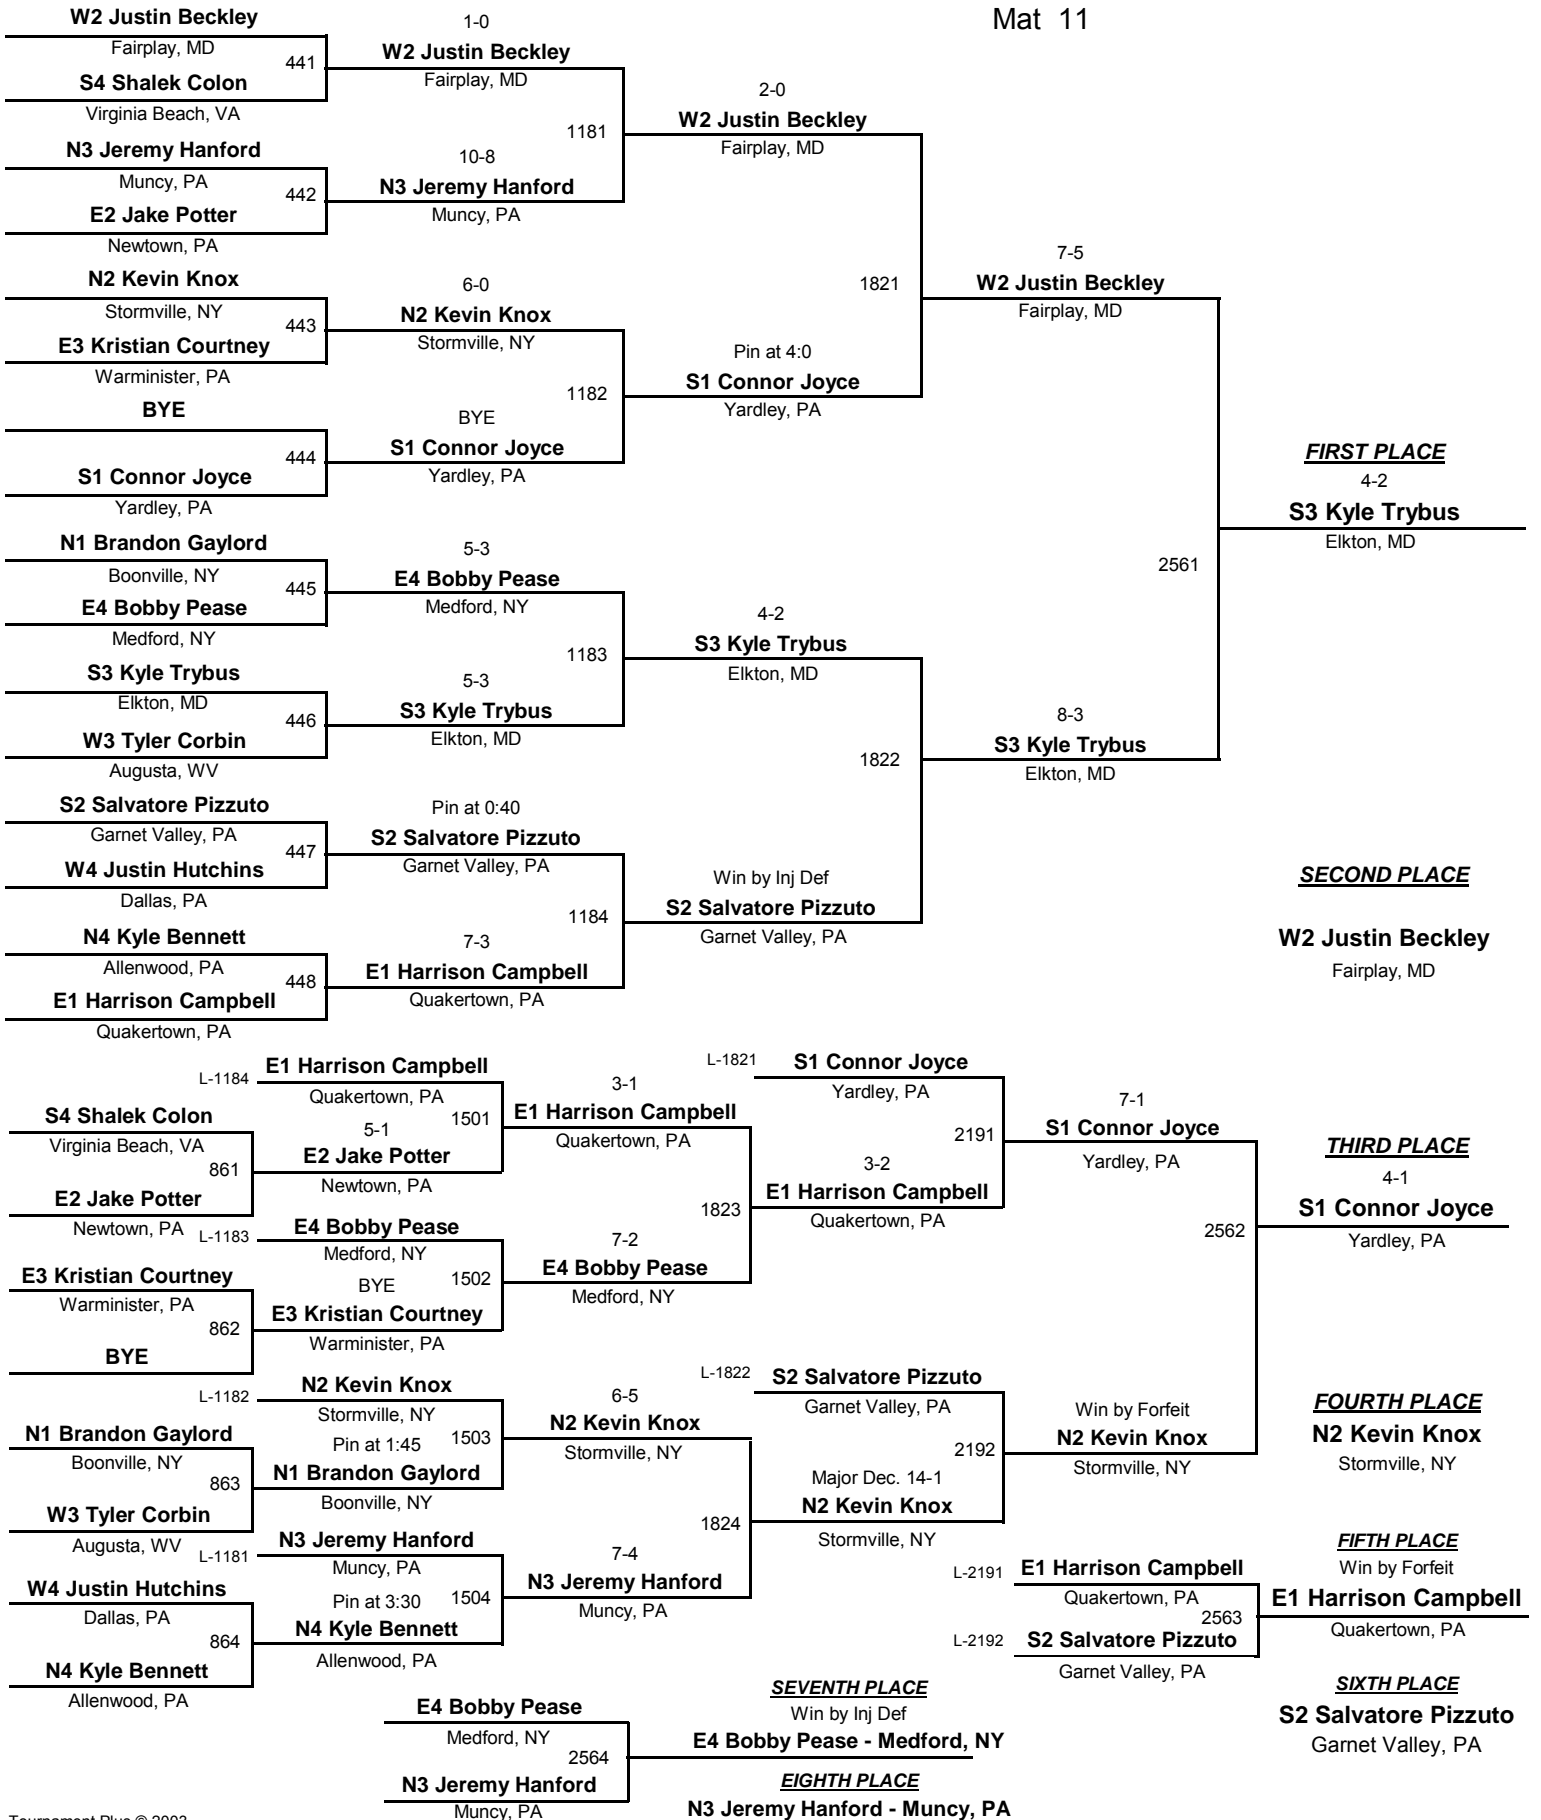 Mat 11
W2 Justin Beckley
Fairplay, MD
441
S4 Shalek Colon
Virginia Beach, VA
N3 Jeremy Hanford
Muncy, PA
442
E2 Jake Potter
Newtown, PA
N2 Kevin Knox
Stormville, NY
443
E3 Kristian Courtney
Warminister, PA
BYE
444
S1 Connor Joyce
Yardley, PA
N1 Brandon Gaylord
Boonville, NY
445
E4 Bobby Pease
Medford, NY
S3 Kyle Trybus
Elkton, MD
446
W3 Tyler Corbin
Augusta, WV
S2 Salvatore Pizzuto
Garnet Valley, PA
447
W4 Justin Hutchins
Dallas, PA
N4 Kyle Bennett
Allenwood, PA
448
E1 Harrison Campbell
Quakertown, PA
1-0
W2 Justin Beckley
Fairplay, MD
1181
10-8
N3 Jeremy Hanford
Muncy, PA
6-0
N2 Kevin Knox
Stormville, NY
1182
BYE
S1 Connor Joyce
Yardley, PA
5-3
E4 Bobby Pease
Medford, NY
1183
5-3
S3 Kyle Trybus
Elkton, MD
Pin at 0:40
S2 Salvatore Pizzuto
Garnet Valley, PA
1184
7-3
E1 Harrison Campbell
Quakertown, PA
2-0
W2 Justin Beckley
Fairplay, MD
1821
Pin at 4:0
S1 Connor Joyce
Yardley, PA
4-2
S3 Kyle Trybus
Elkton, MD
1822
Win by Inj Def
S2 Salvatore Pizzuto
Garnet Valley, PA
7-5
W2 Justin Beckley
Fairplay, MD
2561
8-3
S3 Kyle Trybus
Elkton, MD
FIRST PLACE
4-2
S3 Kyle Trybus
Elkton, MD
SECOND PLACE
W2 Justin Beckley
Fairplay, MD
S4 Shalek Colon
Virginia Beach, VA
861
E2 Jake Potter
Newtown, PA
E3 Kristian Courtney
Warminister, PA
862
BYE
N1 Brandon Gaylord
Boonville, NY
863
W3 Tyler Corbin
Augusta, WV
W4 Justin Hutchins
Dallas, PA
864
N4 Kyle Bennett
Allenwood, PA
L-1184
E1 Harrison Campbell
Quakertown, PA
1501
5-1
E2 Jake Potter
Newtown, PA
L-1183
E4 Bobby Pease
Medford, NY
1502
BYE
E3 Kristian Courtney
Warminister, PA
L-1182
N2 Kevin Knox
Stormville, NY
1503
Pin at 1:45
N1 Brandon Gaylord
Boonville, NY
L-1181
N3 Jeremy Hanford
Muncy, PA
1504
Pin at 3:30
N4 Kyle Bennett
Allenwood, PA
3-1
E1 Harrison Campbell
Quakertown, PA
1823
7-2
E4 Bobby Pease
Medford, NY
6-5
N2 Kevin Knox
Stormville, NY
1824
7-4
N3 Jeremy Hanford
Muncy, PA
L-1821
S1 Connor Joyce
Yardley, PA
2191
3-2
E1 Harrison Campbell
Quakertown, PA
L-1822
S2 Salvatore Pizzuto
Garnet Valley, PA
2192
Major Dec. 14-1
N2 Kevin Knox
Stormville, NY
7-1
S1 Connor Joyce
Yardley, PA
2562
Win by Forfeit
N2 Kevin Knox
Stormville, NY
THIRD PLACE
4-1
S1 Connor Joyce
Yardley, PA
FOURTH PLACE
N2 Kevin Knox
Stormville, NY
L-2191
E1 Harrison Campbell
Quakertown, PA
2563
L-2192
S2 Salvatore Pizzuto
Garnet Valley, PA
FIFTH PLACE
Win by Forfeit
E1 Harrison Campbell
Quakertown, PA
SIXTH PLACE
S2 Salvatore Pizzuto
Garnet Valley, PA
E4 Bobby Pease
Medford, NY
2564
N3 Jeremy Hanford
Muncy, PA
SEVENTH PLACE
Win by Inj Def
E4 Bobby Pease - Medford, NY
EIGHTH PLACE
N3 Jeremy Hanford - Muncy, PA
Tournament Plus © 2003